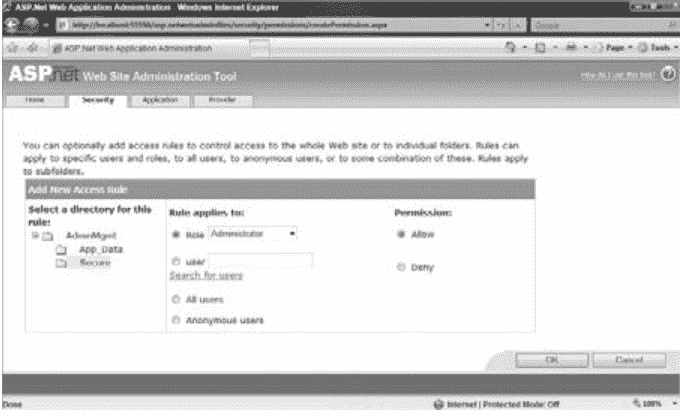 ASP.Net Web Application Administration - Windows Internet Explorer
Google
ASP.Net Web Application Administration
Page
Tools
ASP.net Web Site Administration Tool
How do I use this tool?
Home
Security
Application
Provider
You can optionally add access rules to control access to the whole Web site or to individual folders. Rules can
apply to specific users and roles, to all users, to anonymous users, or to some combination of these. Rules apply
to subfolders.
Add New Access Rule
Select a directory for this
rule:
AdminMgmt
App_Data
Secure
Rule applies to:
Role Administrator
user
Search for users
All users
Anonymous users
Permission:
Allow
Deny
OK
Cancel
Done
Internet | Protected Mode: Off
100%